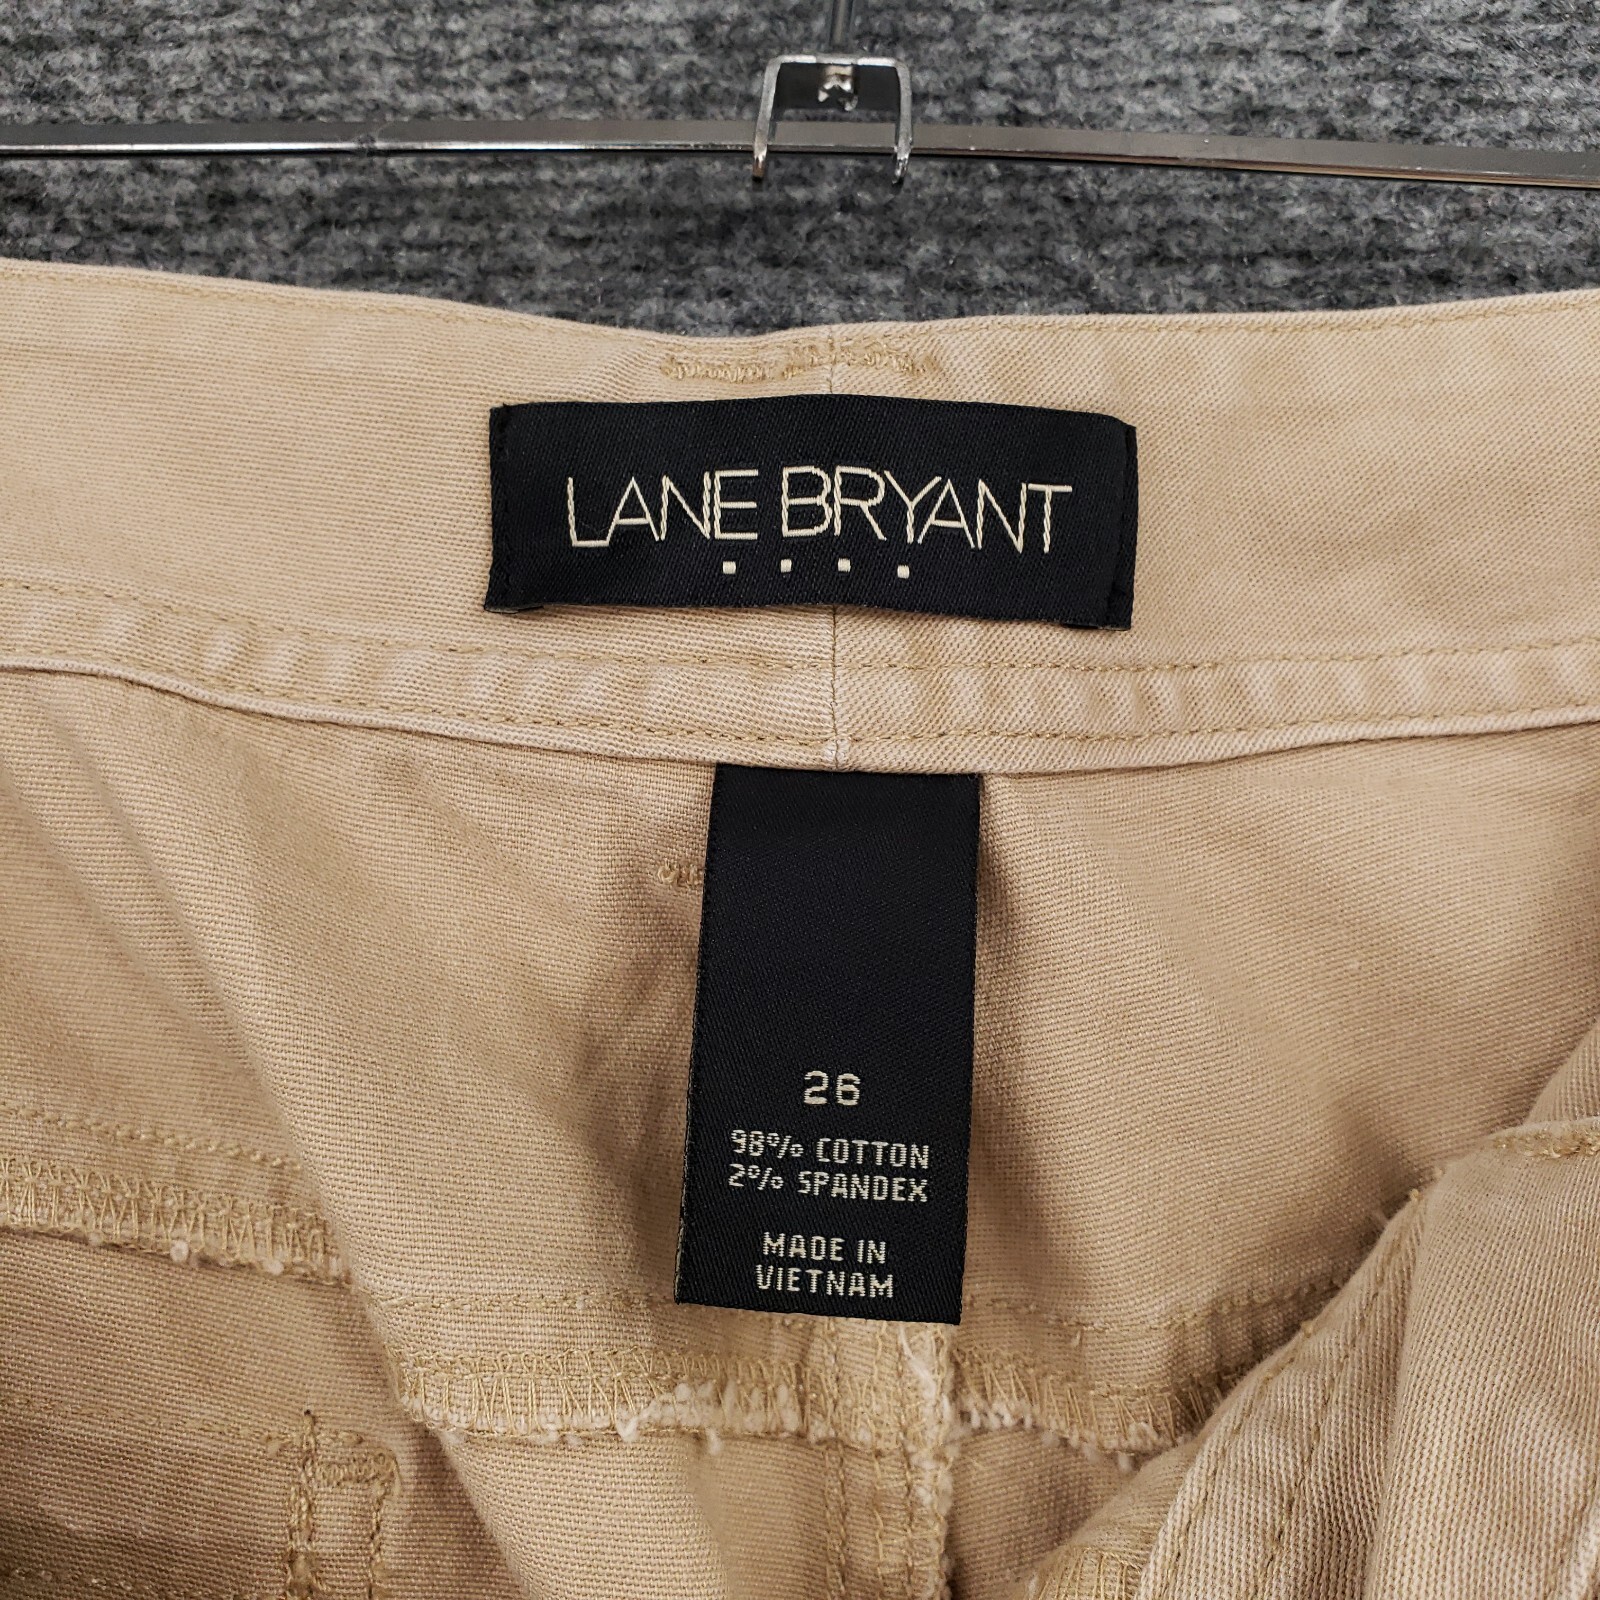 LANE BRYANT
26
98% COTTON
2% SPANDEX
MADE IN
VIETNAM